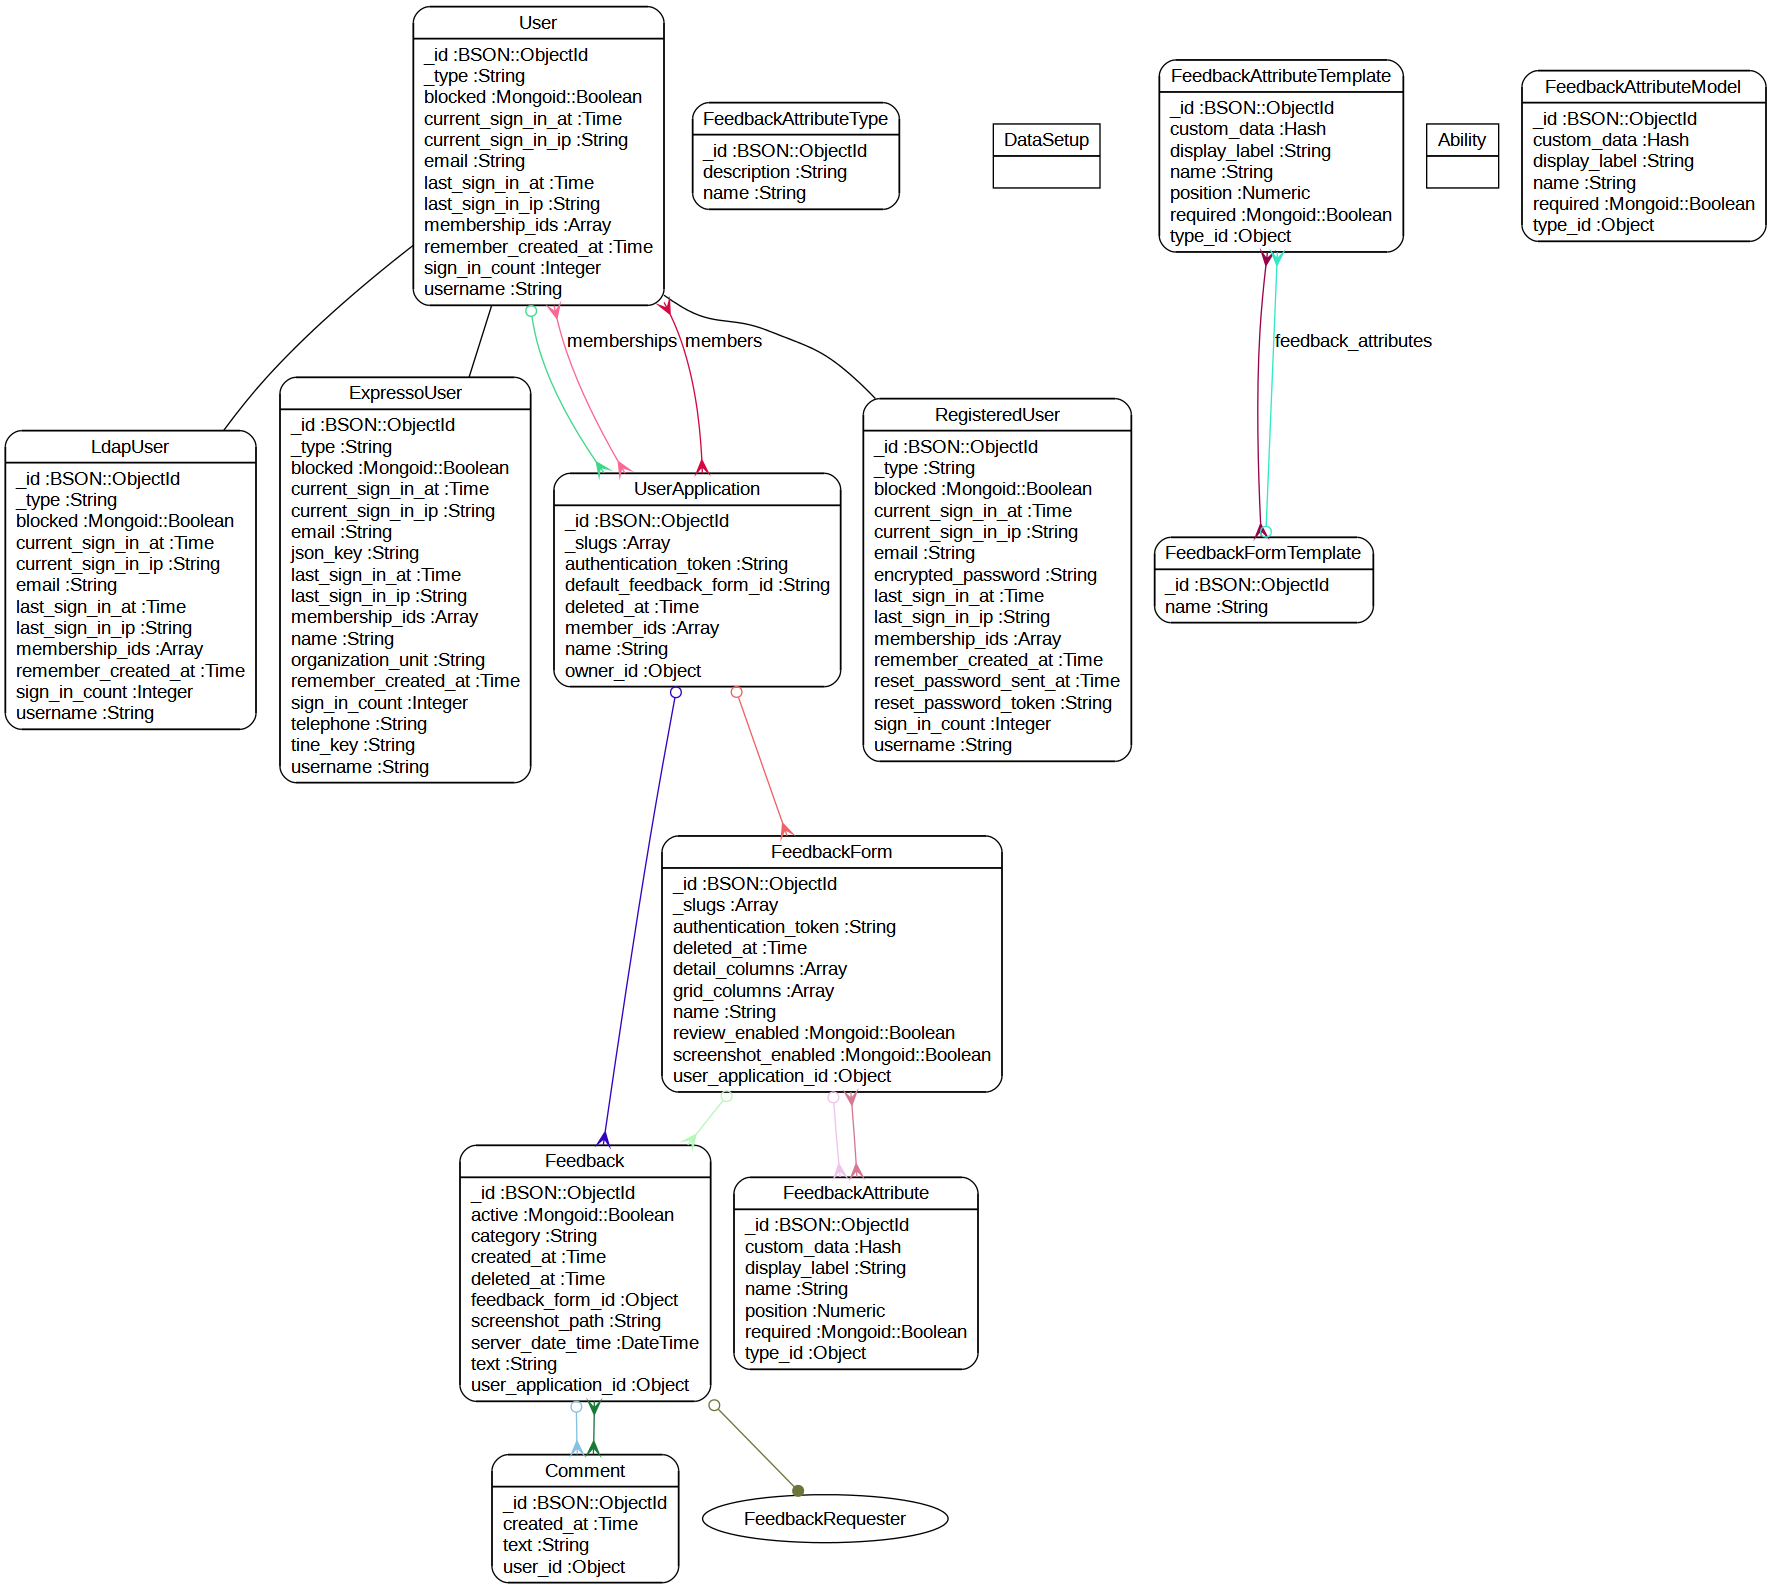 User
_id :BSON::ObjectId
_type :String
blocked :Mongoid::Boolean
current_sign_in_at :Time
current_sign_in_ip :String
email :String
last_sign_in_at :Time
last_sign_in_ip :String
membership_ids :Array
remember_created_at :Time
sign_in_count :Integer
username :String
FeedbackAttributeType
_id :BSON::ObjectId
description :String
name :String
DataSetup
FeedbackAttributeTemplate
_id :BSON::ObjectId
custom_data :Hash
display_label :String
name :String
position :Numeric
required :Mongoid::Boolean
type_id :Object
Ability
FeedbackAttributeModel
_id :BSON::ObjectId
custom_data :Hash
display_label :String
name :String
required :Mongoid::Boolean
type_id :Object
memberships
members
feedback_attributes
LdapUser
_id :BSON::ObjectId
_type :String
blocked :Mongoid::Boolean
current_sign_in_at :Time
current_sign_in_ip :String
email :String
last_sign_in_at :Time
last_sign_in_ip :String
membership_ids :Array
remember_created_at :Time
sign_in_count :Integer
username :String
ExpressoUser
_id :BSON::ObjectId
_type :String
blocked :Mongoid::Boolean
current_sign_in_at :Time
current_sign_in_ip :String
email :String
json_key :String
last_sign_in_at :Time
last_sign_in_ip :String
membership_ids :Array
name :String
organization_unit :String
remember_created_at :Time
sign_in_count :Integer
telephone :String
tine_key :String
username :String
UserApplication
_id :BSON::ObjectId
_slugs :Array
authentication_token :String
default_feedback_form_id :String
deleted_at :Time
member_ids :Array
name :String
owner_id :Object
RegisteredUser
_id :BSON::ObjectId
_type :String
blocked :Mongoid::Boolean
current_sign_in_at :Time
current_sign_in_ip :String
email :String
encrypted_password :String
last_sign_in_at :Time
last_sign_in_ip :String
membership_ids :Array
remember_created_at :Time
reset_password_sent_at :Time
reset_password_token :String
sign_in_count :Integer
username :String
FeedbackFormTemplate
_id :BSON::ObjectId
name :String
FeedbackForm
_id :BSON::ObjectId
_slugs :Array
authentication_token :String
deleted_at :Time
detail_columns :Array
grid_columns :Array
name :String
review_enabled :Mongoid::Boolean
screenshot_enabled :Mongoid::Boolean
user_application_id :Object
Feedback
_id :BSON::ObjectId
active :Mongoid::Boolean
category :String
created_at :Time
deleted_at :Time
feedback_form_id :Object
screenshot_path :String
server_date_time :DateTime
text :String
user_application_id :Object
FeedbackAttribute
_id :BSON::ObjectId
custom_data :Hash
display_label :String
name :String
position :Numeric
required :Mongoid::Boolean
type_id :Object
Comment
_id :BSON::ObjectId
created_at :Time
text :String
user_id :Object
FeedbackRequester